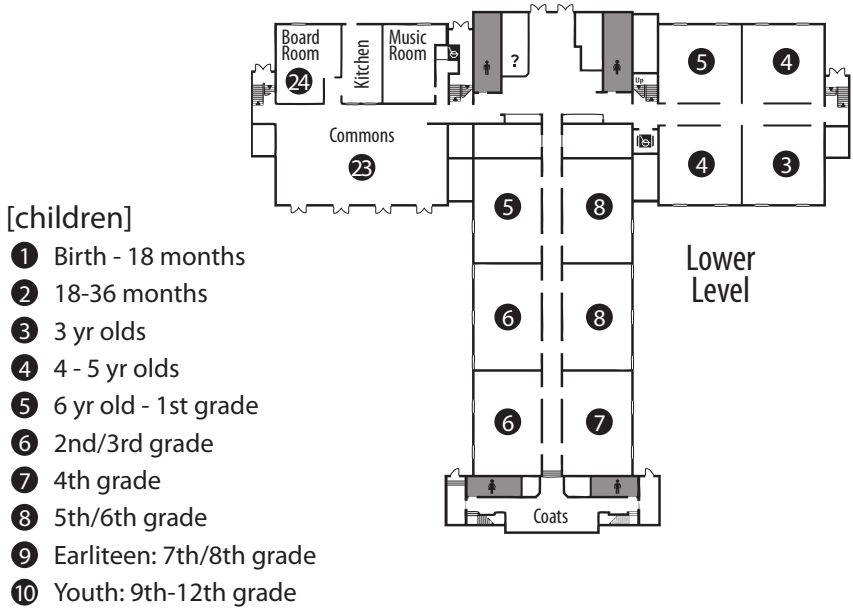 Board
Room
24
Kitchen
Music
Room
?
Up
5
4
Commons
23
4
3
5
8
6
8
6
7
Coats
Lower
Level
[children]
1 Birth - 18 months
2 18-36 months
3 3 yr olds
4 4 - 5 yr olds
5 6 yr old - 1st grade
6 2nd/3rd grade
7 4th grade
8 5th/6th grade
9 Earliteen: 7th/8th grade
10 Youth: 9th-12th grade